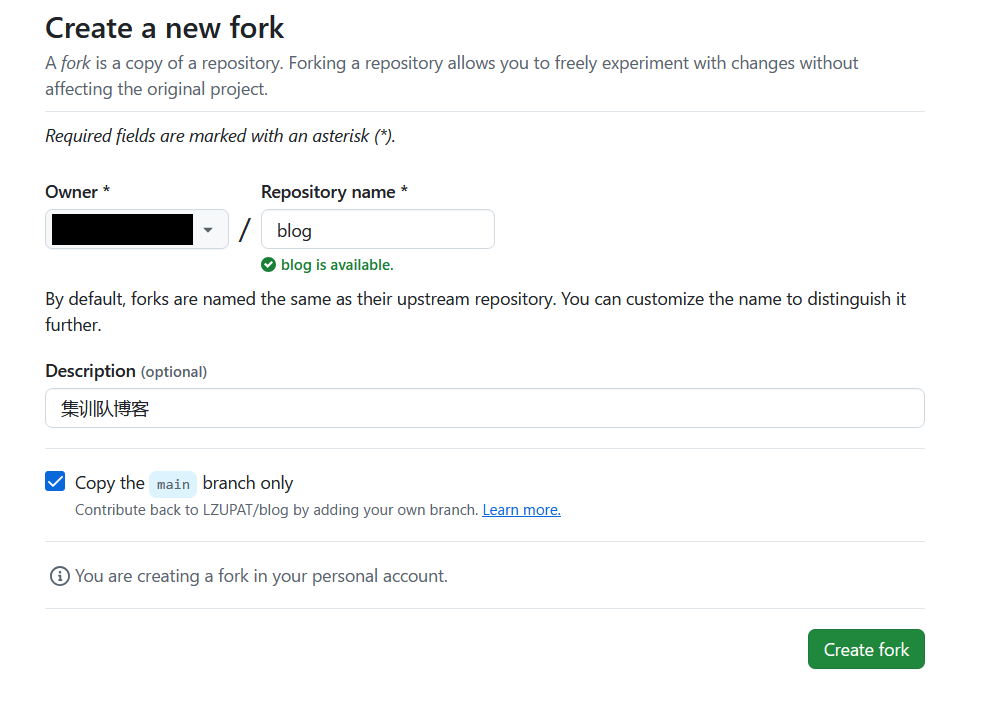 Create a new fork
A fork is a copy of a repository. Forking a repository allows you to freely experiment with changes without
affecting the original project.
Required fields are marked with an asterisk (*).
Owner * Repository name *
/ blog
blog is available.
By default, forks are named the same as their upstream repository. You can customize the name to distinguish it
further.
Description (optional)
集训队博客
Copy the main branch only
Contribute back to LZUPAT/blog by adding your own branch. Learn more.
You are creating a fork in your personal account.
Create fork